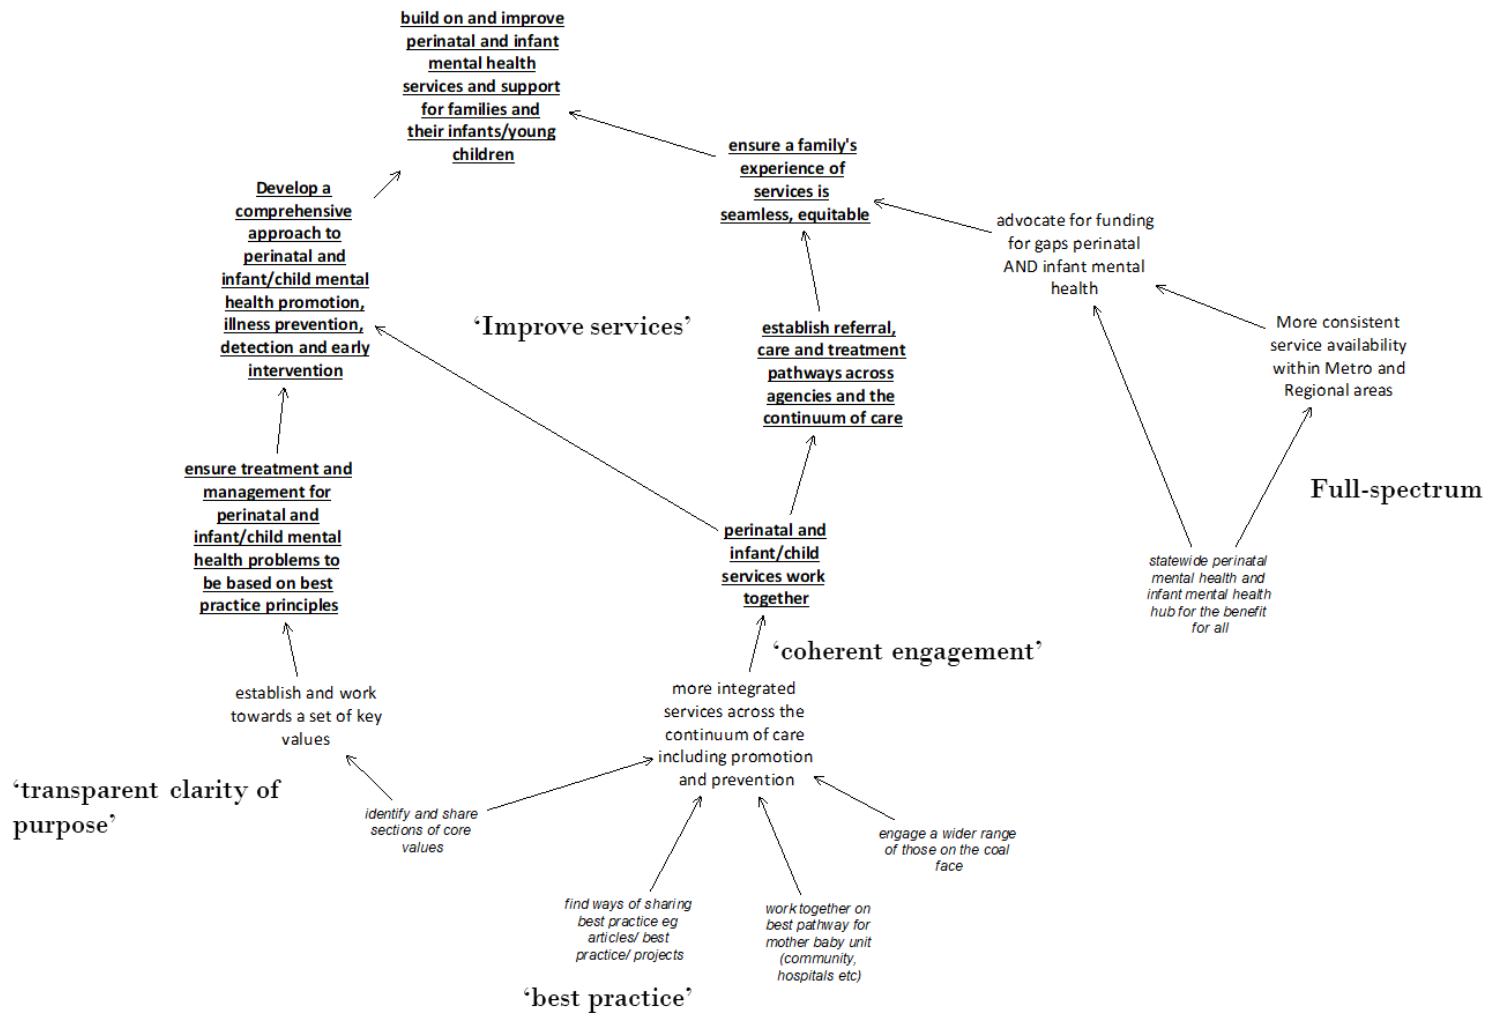 build on and improve
perinatal and infant
mental health
services and support
for families and
their infants/young
children
ensure a family's
experience of
services is
seamless, equitable
Develop a
comprehensive
approach to
perinatal and
infant/child mental
health promotion,
illness prevention,
detection and early
intervention
advocate for funding
for gaps perinatal
AND infant mental
health
‘Improve services’
establish referral,
care and treatment
pathways across
agencies and the
continuum of care
More consistent
service availability
within Metro and
Regional areas
ensure treatment and
management for
perinatal and
infant/child mental
health problems to
be based on best
practice principles
Full-spectrum
perinatal and
infant/child
services work
together
statewide perinatal
mental health and
infant mental health
hub for the benefit
for all
‘coherent engagement’
establish and work
towards a set of key
values
more integrated
services across the
continuum of care
including promotion
and prevention
‘transparent clarity of
purpose’
identify and share
sections of core
values
engage a wider range
of those on the coal
face
find ways of sharing
best practice eg
articles/ best
practice/ projects
work together on
best pathway for
mother baby unit
(community,
hospitals etc)
‘best practice’